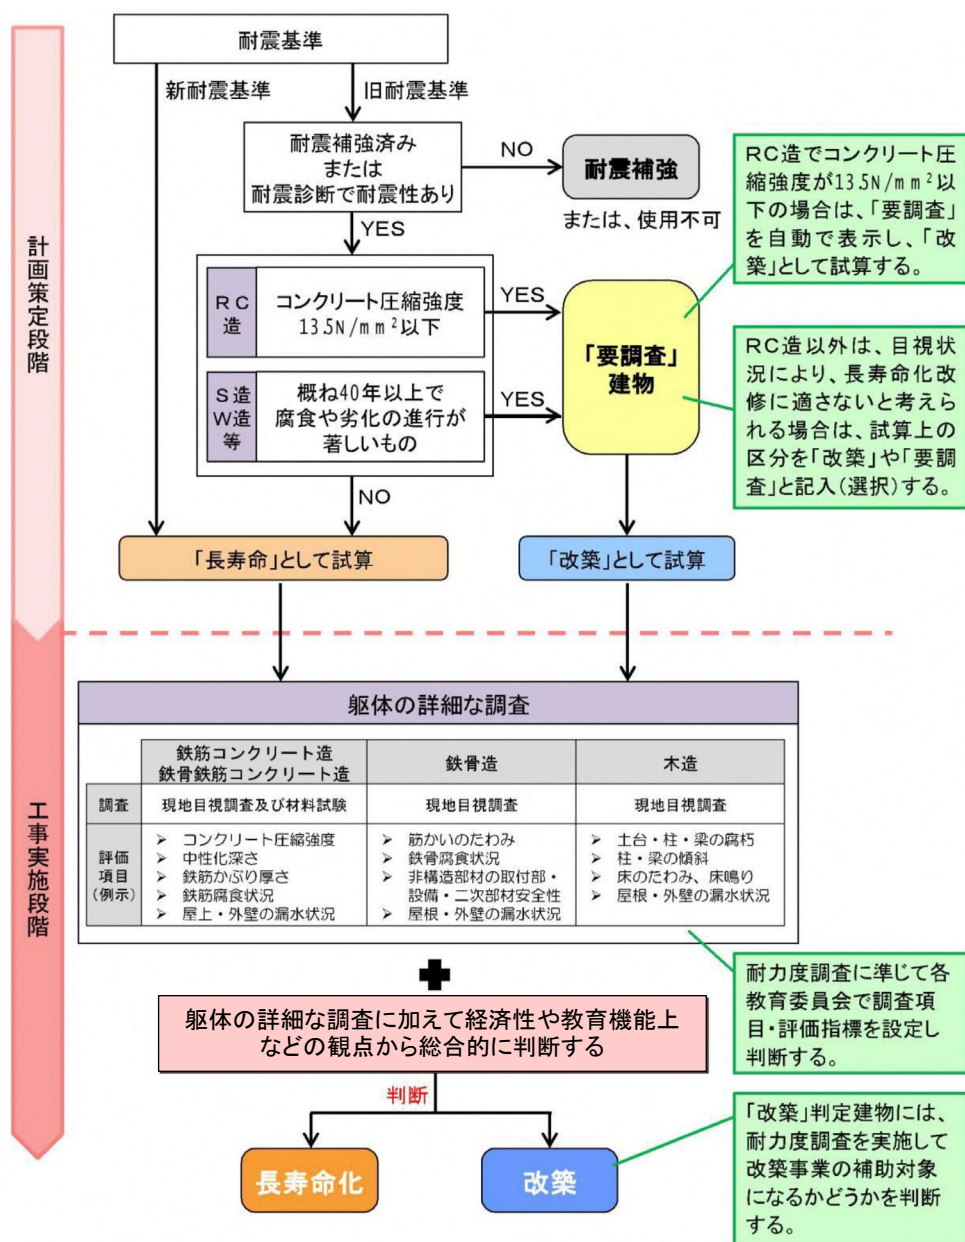 耐震基準
新耐震基準
旧耐震基準
耐震補強済み
または
耐震診断で耐震性あり
NO
耐震補強
または、使用不可
YES
RC造でコンクリート圧
縮強度が13.5N/mm²以
下の場合は、「要調査」
を自動で表示し、「改
築」として試算する。
計画策定段階
RC
造
コンクリート圧縮強度
13.5N/mm²以下
YES
「要調査」
建物
S造
W造
等
概ね40年以上で
腐食や劣化の進行が
著しいもの
YES
RC造以外は、目視状
況により、長寿命化改
修に適さないと考えら
れる場合は、試算上の
区分を「改築」や「要調
査」と記入(選択)する。
NO
「長寿命」として試算
「改築」として試算
工事実施段階
躯体の詳細な調査
鉄筋コンクリート造
鉄骨鉄筋コンクリート造
鉄骨造
木造
調査
現地目視調査及び材料試験
現地目視調査
現地目視調査
評価
項目
(例示)
➢ コンクリート圧縮強度
➢ 中性化深さ
➢ 鉄筋かぶり厚さ
➢ 鉄筋腐食状況
➢ 屋上・外壁の漏水状況
➢ 筋かいのたわみ
➢ 鉄骨腐食状況
➢ 非構造部材の取付部・
設備・二次部材安全性
➢ 屋根・外壁の漏水状況
➢ 土台・柱・梁の腐朽
➢ 柱・梁の傾斜
➢ 床のたわみ、床鳴り
➢ 屋根・外壁の漏水状況
耐力度調査に準じて各
教育委員会で調査項
目・評価指標を設定し
判断する。
躯体の詳細な調査に加えて経済性や教育機能上
などの観点から総合的に判断する
判断
長寿命化
改築
「改築」判定建物には、
耐力度調査を実施して
改築事業の補助対象
になるかどうかを判断
する。